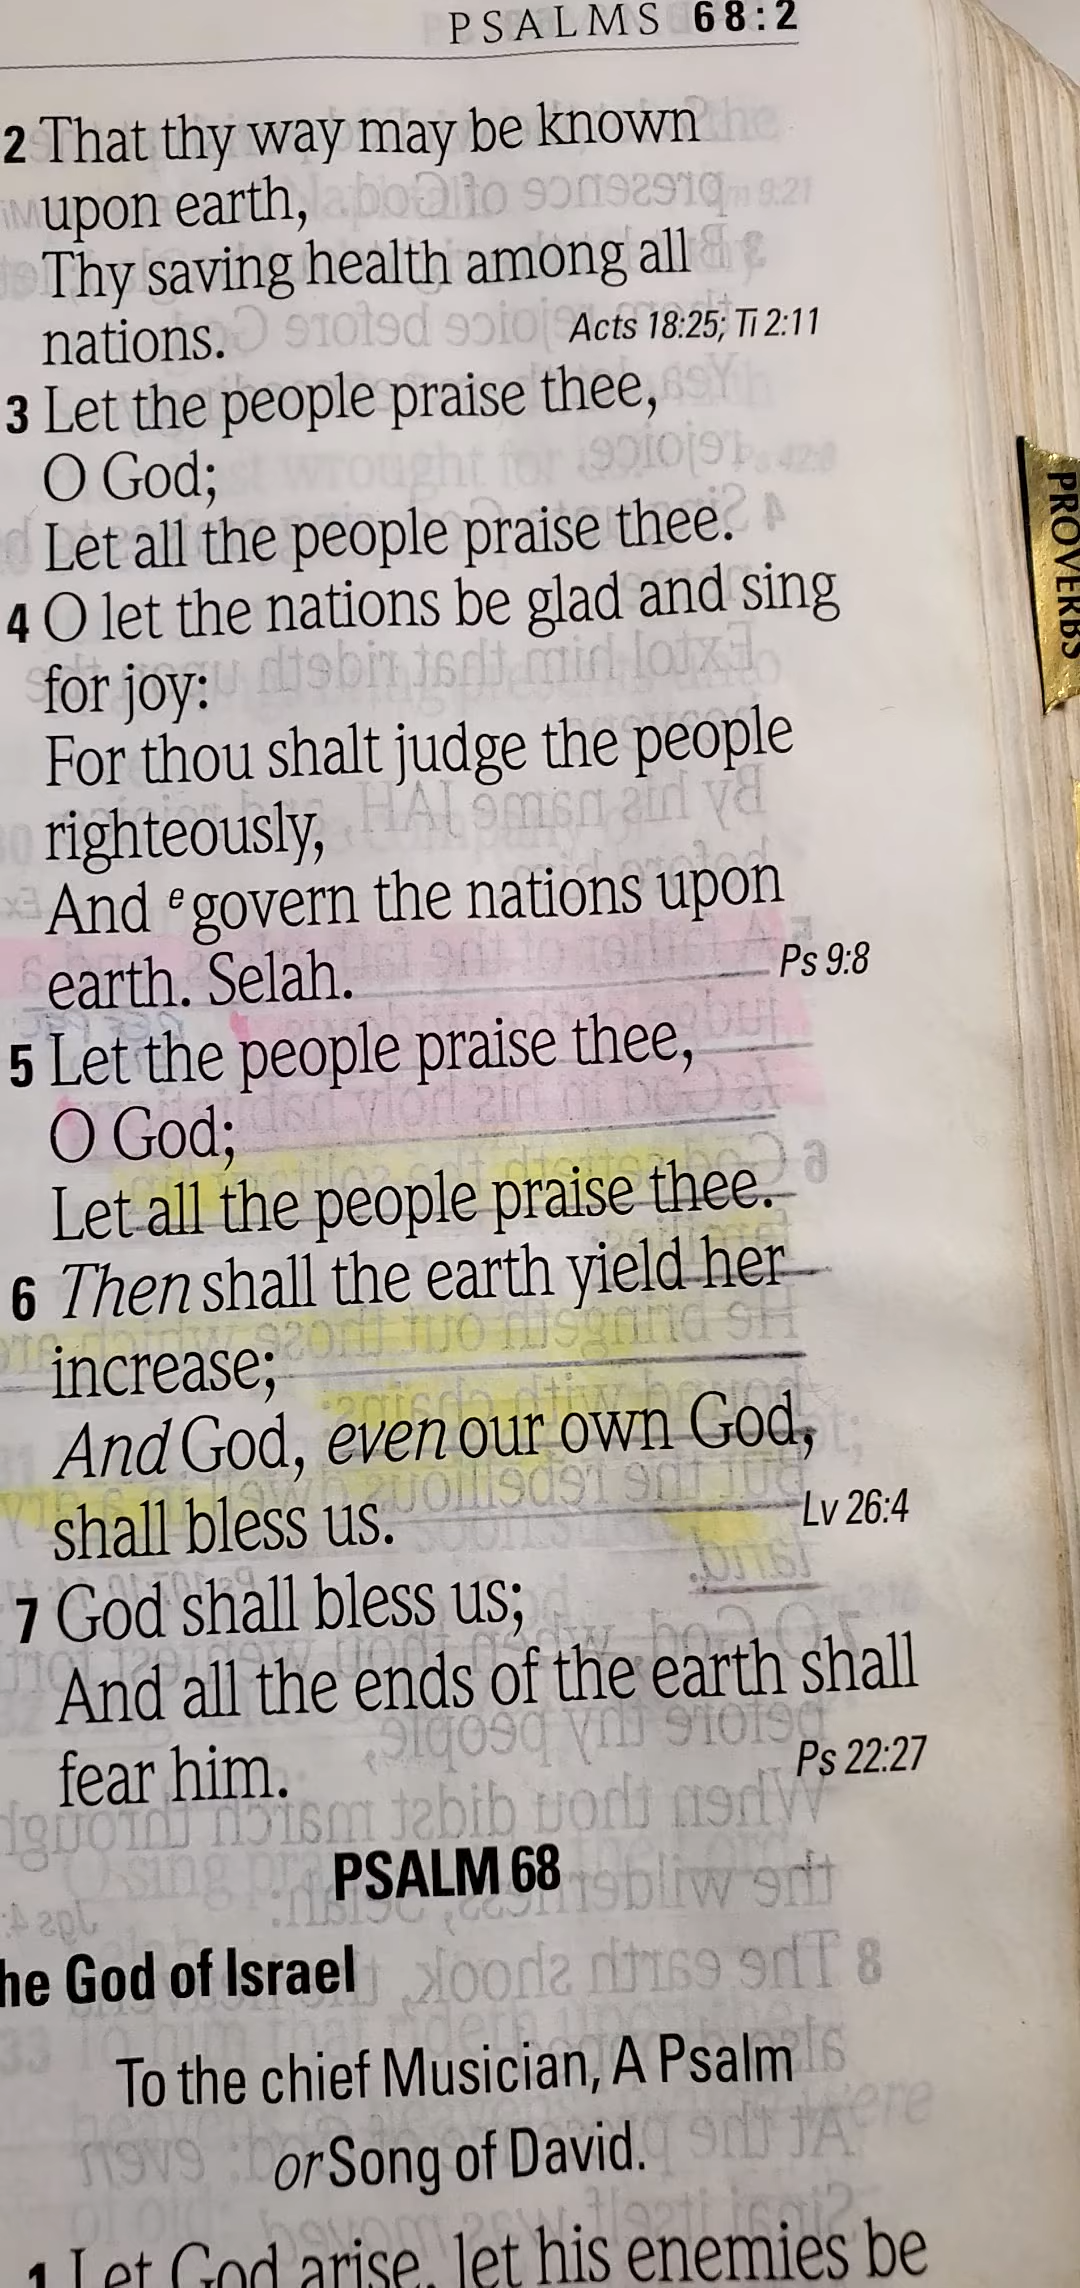 PSALMS 68:2
2 That thy way may be known
upon earth,
Thy saving health among all
nations. Acts 18:25; Ti 2:11
3 Let the people praise thee,
O God;
Let all the people praise thee.
4 O let the nations be glad and sing
for joy:
For thou shalt judge the people
righteously,
And e govern the nations upon
earth. Selah. Ps 9:8
5 Let the people praise thee,
O God;
Let all the people praise thee.
6 Then shall the earth yield her
increase;
And God, even our own God,
shall bless us. Lv 26:4
7 God shall bless us;
And all the ends of the earth shall
fear him. Ps 22:27
PSALM 68
he God of Israel
To the chief Musician, A Psalm
or Song of David.
1 Let God arise, let his enemies be
PROVERBS